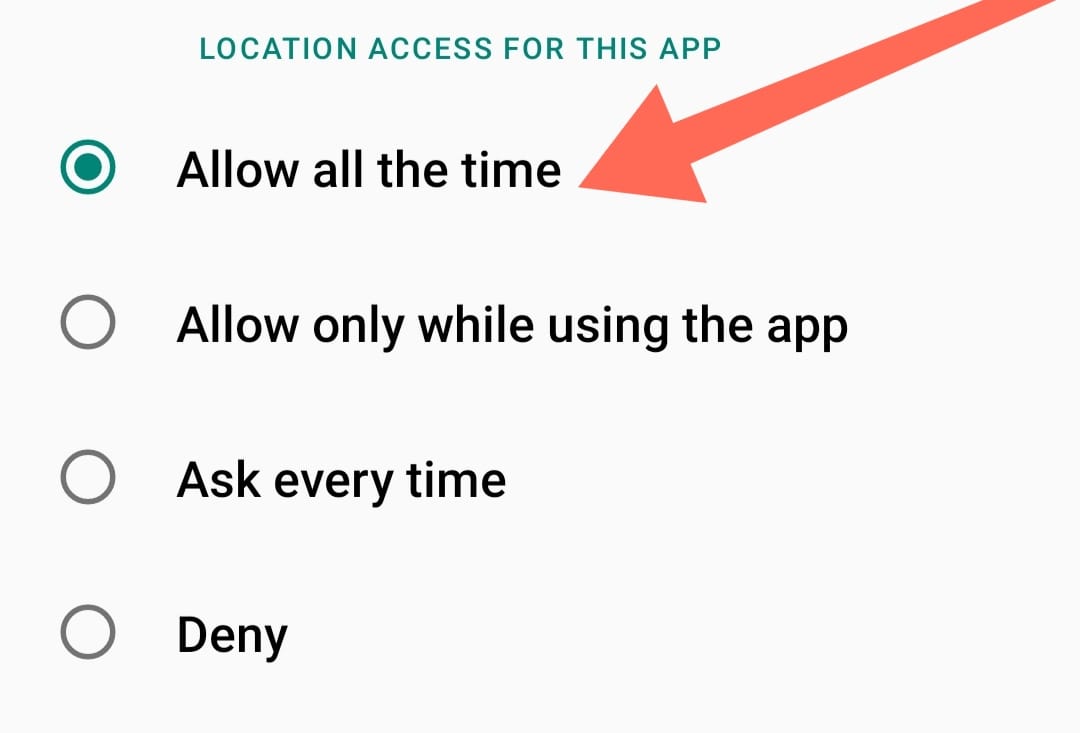 LOCATION ACCESS FOR THIS APP
Allow all the time
Allow only while using the app
Ask every time
Deny